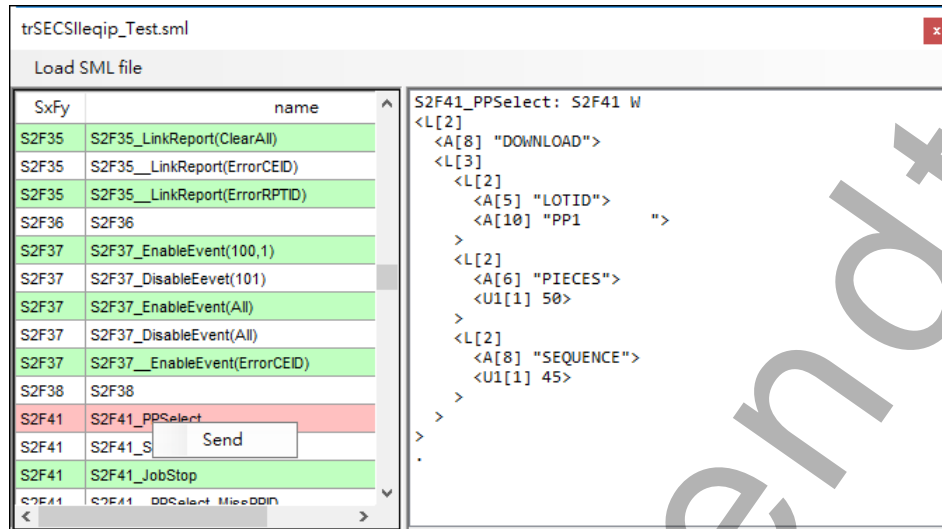 trSECSIIeqip_Test.sml
x
Load SML file
SxFy name
S2F35 S2F35_LinkReport(ClearAll)
S2F35 S2F35__LinkReport(ErrorCEID)
S2F35 S2F35__LinkReport(ErrorRPTID)
S2F36 S2F36
S2F37 S2F37_EnableEvent(100,1)
S2F37 S2F37_DisableEevet(101)
S2F37 S2F37_EnableEvent(All)
S2F37 S2F37_DisableEvent(All)
S2F37 S2F37__EnableEvent(ErrorCEID)
S2F38 S2F38
S2F41 S2F41_PPSelect
S2F41 S2F41_S
Send
S2F41 S2F41_JobStop
S2F41 S2F41__PPSelect_MissPPID
S2F41_PPSelect: S2F41 W
<L[2]
<A[8] "DOWNLOAD">
<L[3]
<L[2]
<A[5] "LOTID">
<A[10] "PP1       ">
>
<L[2]
<A[6] "PIECES">
<U1[1] 50>
>
<L[2]
<A[8] "SEQUENCE">
<U1[1] 45>
>
>
>
.